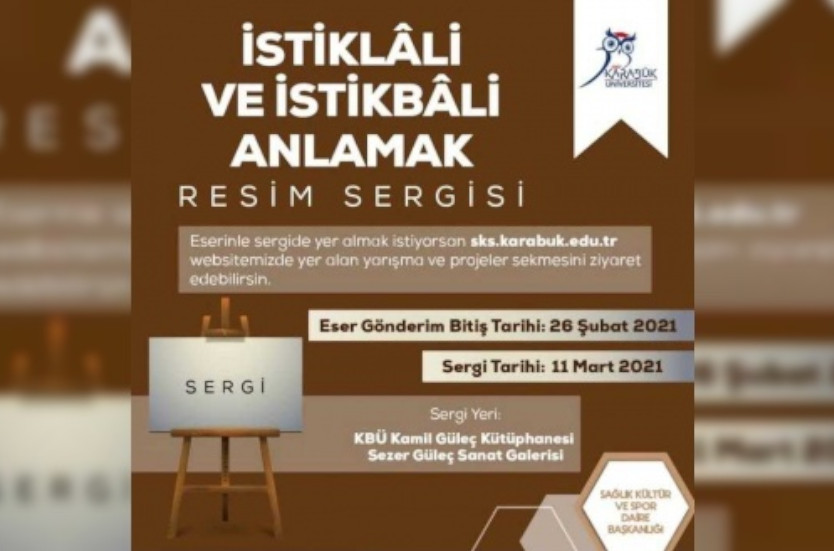 İSTİKLÂLİ
VE İSTİKBÂLİ
ANLAMAK
RESİM SERGİSİ
KARABÜK
ÜNİVERSİTESİ
Eserinle sergide yer almak istiyorsan sks.karabuk.edu.tr
websitemizde yer alan yarışma ve projeler sekmesini ziyaret
edebilirsin.
Eser Gönderim Bitiş Tarihi: 26 Şubat 2021
Sergi Tarihi: 11 Mart 2021
SERGİ
Sergi Yeri:
KBÜ Kamil Güleç Kütüphanesi
Sezer Güleç Sanat Galerisi
SAĞLIK KÜLTÜR
VE SPOR
DAİRE
BAŞKANLIĞI